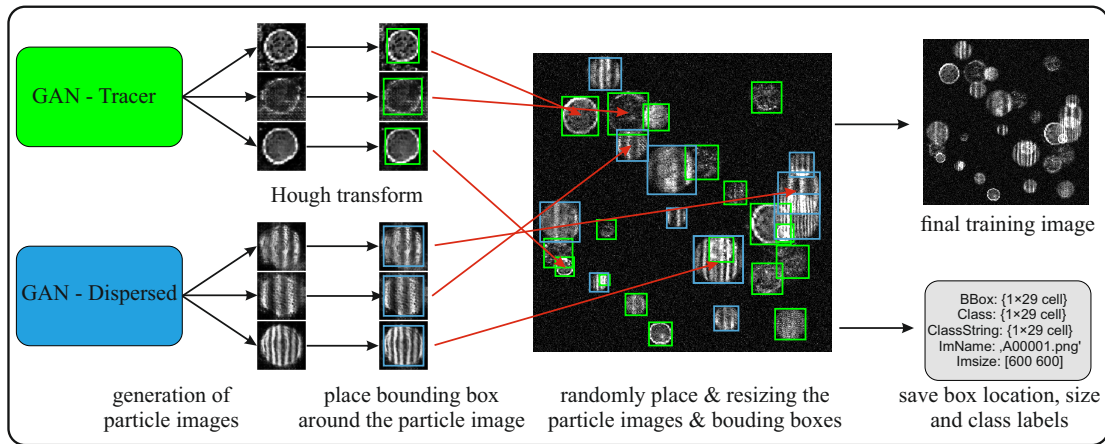 GAN - Tracer
Hough transform
GAN - Dispersed
generation of
particle images
place bounding box
around the particle image
randomly place & resizing the
particle images & bouding boxes
final training image
BBox: {1×29 cell}
Class: {1×29 cell}
ClassString: {1×29 cell}
ImName: ‚A00001.png'
Imsize: [600 600]
save box location, size
and class labels